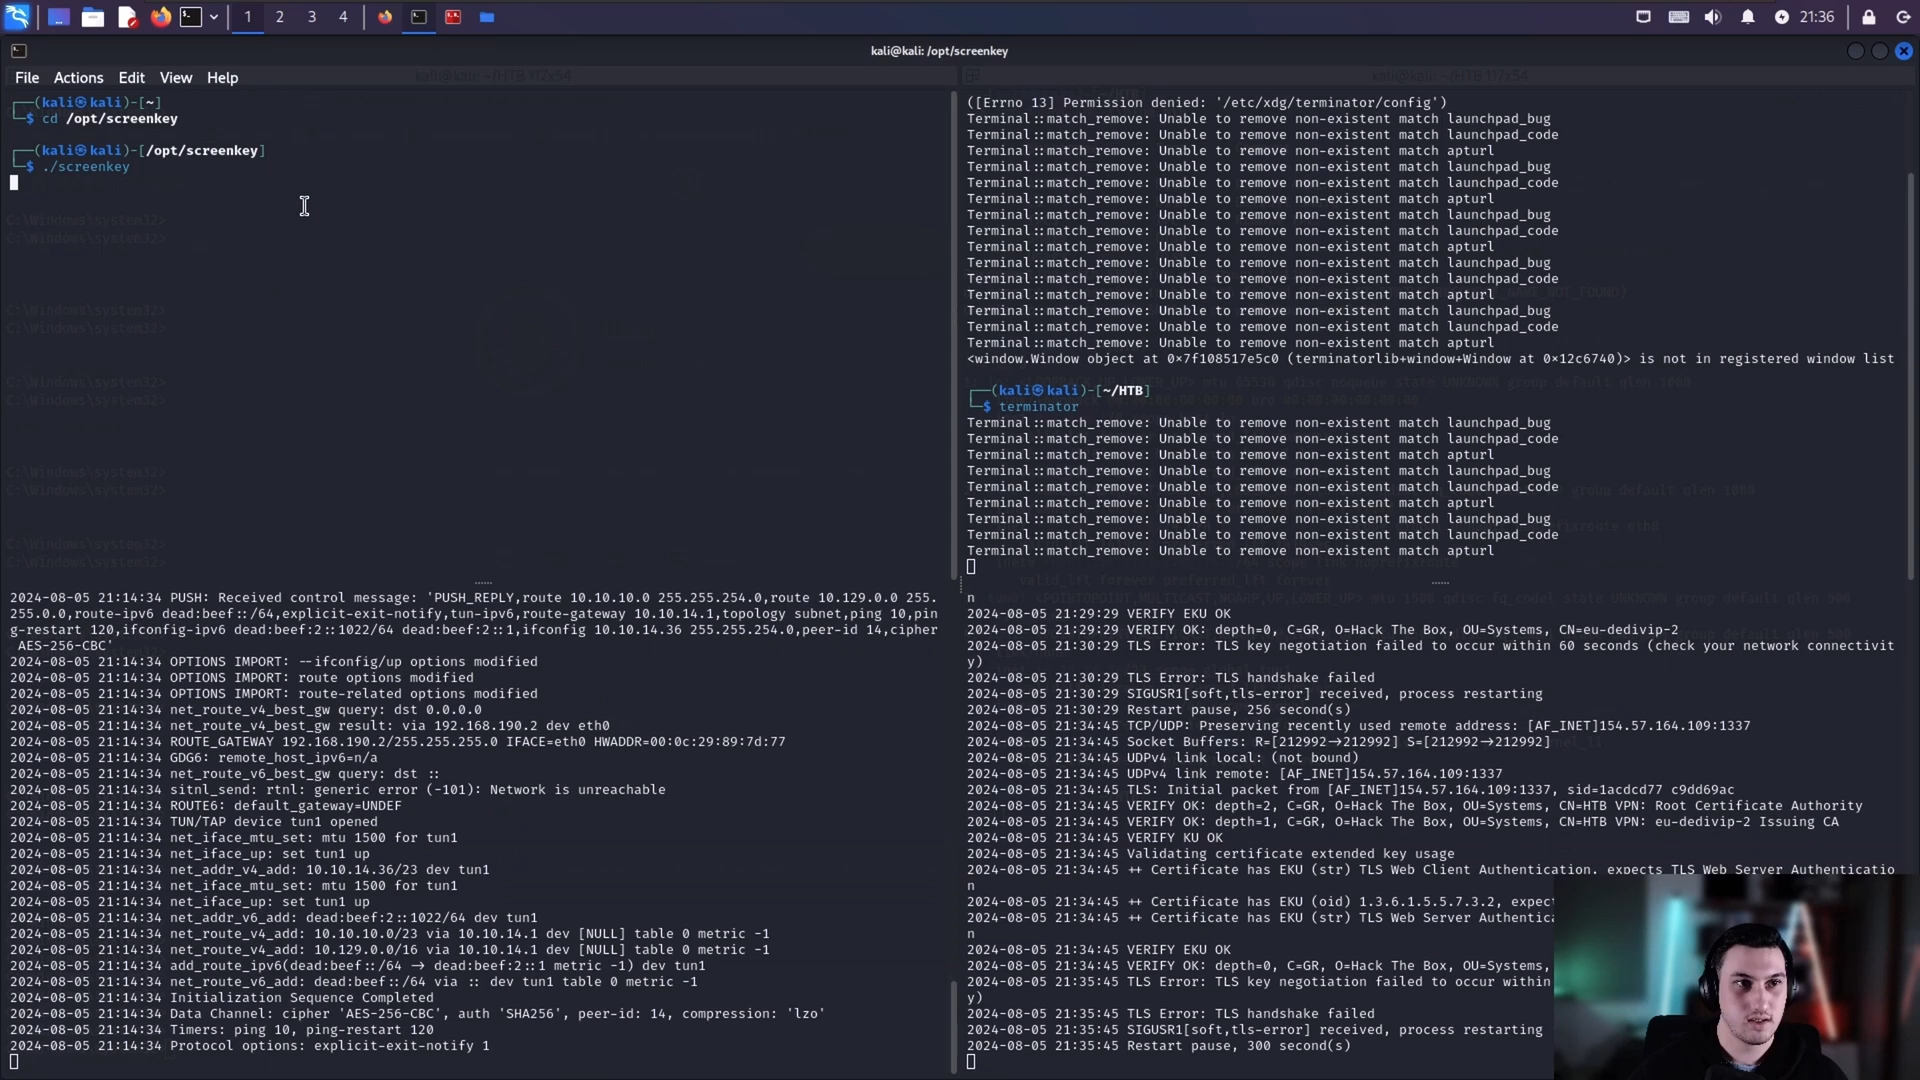 1
2
3
4
21:36
kali@kali: /opt/screenkey
File Actions Edit View Help
kali@kali: ~/HTB 117x54
kali@kali: ~/HTB 117x54
┌──(kali㉿kali)-[~]
└─$ cd /opt/screenkey
┌──(kali㉿kali)-[/opt/screenkey]
└─$ ./screenkey
C:\Windows\system32>
C:\Windows\system32>
C:\Windows\system32>
C:\Windows\system32>
C:\Windows\system32>
C:\Windows\system32>
C:\Windows\system32>
C:\Windows\system32>
C:\Windows\system32>
C:\Windows\system32>
2024-08-05 21:14:34 PUSH: Received control message: 'PUSH_REPLY,route 10.10.10.0 255.255.254.0,route 10.129.0.0 255.
255.0.0,route-ipv6 dead:beef::/64,explicit-exit-notify,tun-ipv6,route-gateway 10.10.14.1,topology subnet,ping 10,pin
g-restart 120,ifconfig-ipv6 dead:beef:2::1022/64 dead:beef:2::1,ifconfig 10.10.14.36 255.255.254.0,peer-id 14,cipher
AES-256-CBC'
2024-08-05 21:14:34 OPTIONS IMPORT: --ifconfig/up options modified
2024-08-05 21:14:34 OPTIONS IMPORT: route options modified
2024-08-05 21:14:34 OPTIONS IMPORT: route-related options modified
2024-08-05 21:14:34 net_route_v4_best_gw query: dst 0.0.0.0
2024-08-05 21:14:34 net_route_v4_best_gw result: via 192.168.190.2 dev eth0
2024-08-05 21:14:34 ROUTE_GATEWAY 192.168.190.2/255.255.255.0 IFACE=eth0 HWADDR=00:0c:29:89:7d:77
2024-08-05 21:14:34 GDG6: remote_host_ipv6=n/a
2024-08-05 21:14:34 net_route_v6_best_gw query: dst ::
2024-08-05 21:14:34 sitnl_send: rtnl: generic error (-101): Network is unreachable
2024-08-05 21:14:34 ROUTE6: default_gateway=UNDEF
2024-08-05 21:14:34 TUN/TAP device tun1 opened
2024-08-05 21:14:34 net_iface_mtu_set: mtu 1500 for tun1
2024-08-05 21:14:34 net_iface_up: set tun1 up
2024-08-05 21:14:34 net_addr_v4_add: 10.10.14.36/23 dev tun1
2024-08-05 21:14:34 net_iface_mtu_set: mtu 1500 for tun1
2024-08-05 21:14:34 net_iface_up: set tun1 up
2024-08-05 21:14:34 net_addr_v6_add: dead:beef:2::1022/64 dev tun1
2024-08-05 21:14:34 net_route_v4_add: 10.10.10.0/23 via 10.10.14.1 dev [NULL] table 0 metric -1
2024-08-05 21:14:34 net_route_v4_add: 10.129.0.0/16 via 10.10.14.1 dev [NULL] table 0 metric -1
2024-08-05 21:14:34 add_route_ipv6(dead:beef::/64 → dead:beef:2::1 metric -1) dev tun1
2024-08-05 21:14:34 net_route_v6_add: dead:beef::/64 via :: dev tun1 table 0 metric -1
2024-08-05 21:14:34 Initialization Sequence Completed
2024-08-05 21:14:34 Data Channel: cipher 'AES-256-CBC', auth 'SHA256', peer-id: 14, compression: 'lzo'
2024-08-05 21:14:34 Timers: ping 10, ping-restart 120
2024-08-05 21:14:34 Protocol options: explicit-exit-notify 1
([Errno 13] Permission denied: '/etc/xdg/terminator/config')
Terminal::match_remove: Unable to remove non-existent match launchpad_bug
Terminal::match_remove: Unable to remove non-existent match launchpad_code
Terminal::match_remove: Unable to remove non-existent match apturl
Terminal::match_remove: Unable to remove non-existent match launchpad_bug
Terminal::match_remove: Unable to remove non-existent match launchpad_code
Terminal::match_remove: Unable to remove non-existent match apturl
Terminal::match_remove: Unable to remove non-existent match launchpad_bug
Terminal::match_remove: Unable to remove non-existent match launchpad_code
Terminal::match_remove: Unable to remove non-existent match apturl
Terminal::match_remove: Unable to remove non-existent match launchpad_bug
Terminal::match_remove: Unable to remove non-existent match launchpad_code
Terminal::match_remove: Unable to remove non-existent match apturl
Terminal::match_remove: Unable to remove non-existent match launchpad_bug
Terminal::match_remove: Unable to remove non-existent match launchpad_code
Terminal::match_remove: Unable to remove non-existent match apturl
<window.Window object at 0×7f108517e5c0 (terminatorlib+window+Window at 0×12c6740)> is not in registered window list
┌──(kali㉿kali)-[~/HTB]
└─$ terminator
Terminal::match_remove: Unable to remove non-existent match launchpad_bug
Terminal::match_remove: Unable to remove non-existent match launchpad_code
Terminal::match_remove: Unable to remove non-existent match apturl
Terminal::match_remove: Unable to remove non-existent match launchpad_bug
Terminal::match_remove: Unable to remove non-existent match launchpad_code
Terminal::match_remove: Unable to remove non-existent match apturl
Terminal::match_remove: Unable to remove non-existent match launchpad_bug
Terminal::match_remove: Unable to remove non-existent match launchpad_code
Terminal::match_remove: Unable to remove non-existent match apturl
n
2024-08-05 21:29:29 VERIFY EKU OK
2024-08-05 21:29:29 VERIFY OK: depth=0, C=GR, O=Hack The Box, OU=Systems, CN=eu-dedivip-2
2024-08-05 21:30:29 TLS Error: TLS key negotiation failed to occur within 60 seconds (check your network connectivit
y)
2024-08-05 21:30:29 TLS Error: TLS handshake failed
2024-08-05 21:30:29 SIGUSR1[soft,tls-error] received, process restarting
2024-08-05 21:30:29 Restart pause, 256 second(s)
2024-08-05 21:34:45 TCP/UDP: Preserving recently used remote address: [AF_INET]154.57.164.109:1337
2024-08-05 21:34:45 Socket Buffers: R=[212992→212992] S=[212992→212992]
2024-08-05 21:34:45 UDPv4 link local: (not bound)
2024-08-05 21:34:45 UDPv4 link remote: [AF_INET]154.57.164.109:1337
2024-08-05 21:34:45 TLS: Initial packet from [AF_INET]154.57.164.109:1337, sid=1acdcd77 c9dd69ac
2024-08-05 21:34:45 VERIFY OK: depth=2, C=GR, O=Hack The Box, OU=Systems, CN=HTB VPN: Root Certificate Authority
2024-08-05 21:34:45 VERIFY OK: depth=1, C=GR, O=Hack The Box, OU=Systems, CN=HTB VPN: eu-dedivip-2 Issuing CA
2024-08-05 21:34:45 VERIFY KU OK
2024-08-05 21:34:45 Validating certificate extended key usage
2024-08-05 21:34:45 ++ Certificate has EKU (str) TLS Web Client Authentication, expects TLS Web Server Authenticatio
n
2024-08-05 21:34:45 ++ Certificate has EKU (oid) 1.3.6.1.5.5.7.3.2, expect
2024-08-05 21:34:45 ++ Certificate has EKU (str) TLS Web Server Authentica
n
2024-08-05 21:34:45 VERIFY EKU OK
2024-08-05 21:34:45 VERIFY OK: depth=0, C=GR, O=Hack The Box, OU=Systems,
2024-08-05 21:35:45 TLS Error: TLS key negotiation failed to occur within
y)
2024-08-05 21:35:45 TLS Error: TLS handshake failed
2024-08-05 21:35:45 SIGUSR1[soft,tls-error] received, process restarting
2024-08-05 21:35:45 Restart pause, 300 second(s)